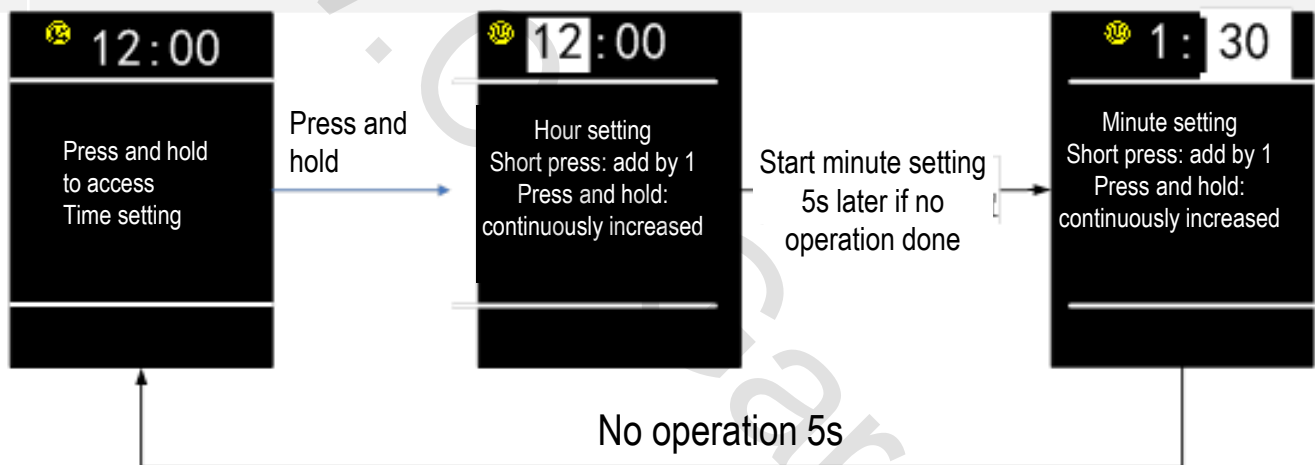 12:00
Press and hold
to access
Time setting
Press and
hold
12:00
Hour setting
Short press: add by 1
Press and hold:
continuously increased
Start minute setting
5s later if no
operation done
1: 30
Minute setting
Short press: add by 1
Press and hold:
continuously increased
No operation 5s